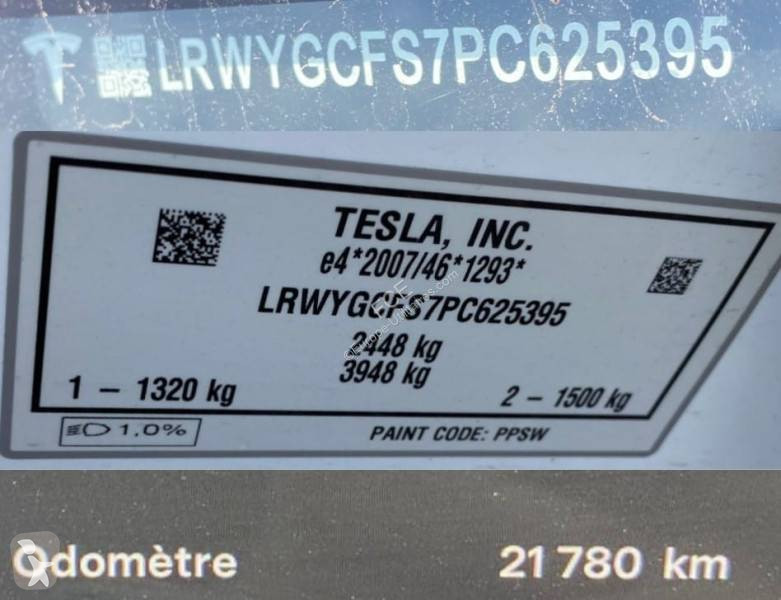 LRWYGCFS7PC625395
TESLA, INC.
e4*2007/46*1293*
LRWYGCFS7PC625395
2448 kg
3948 kg
1 - 1320 kg
2 - 1500 kg
1.0%
PAINT CODE: PPSW
Odomètre 21 780 km